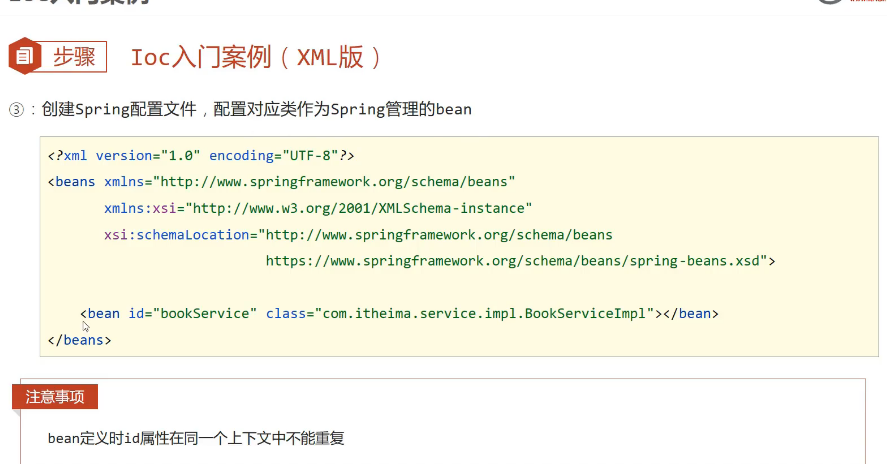 步骤
Ioc入门案例（XML版）
③：创建Spring配置文件，配置对应类作为Spring管理的bean
<?xml version="1.0" encoding="UTF-8"?>
<beans xmlns="http://www.springframework.org/schema/beans"
xmlns:xsi="http://www.w3.org/2001/XMLSchema-instance"
xsi:schemaLocation="http://www.springframework.org/schema/beans
https://www.springframework.org/schema/beans/spring-beans.xsd">
<bean id="bookService" class="com.itheima.service.impl.BookServiceImpl"></bean>
</beans>
注意事项
bean定义时id属性在同一个上下文中不能重复